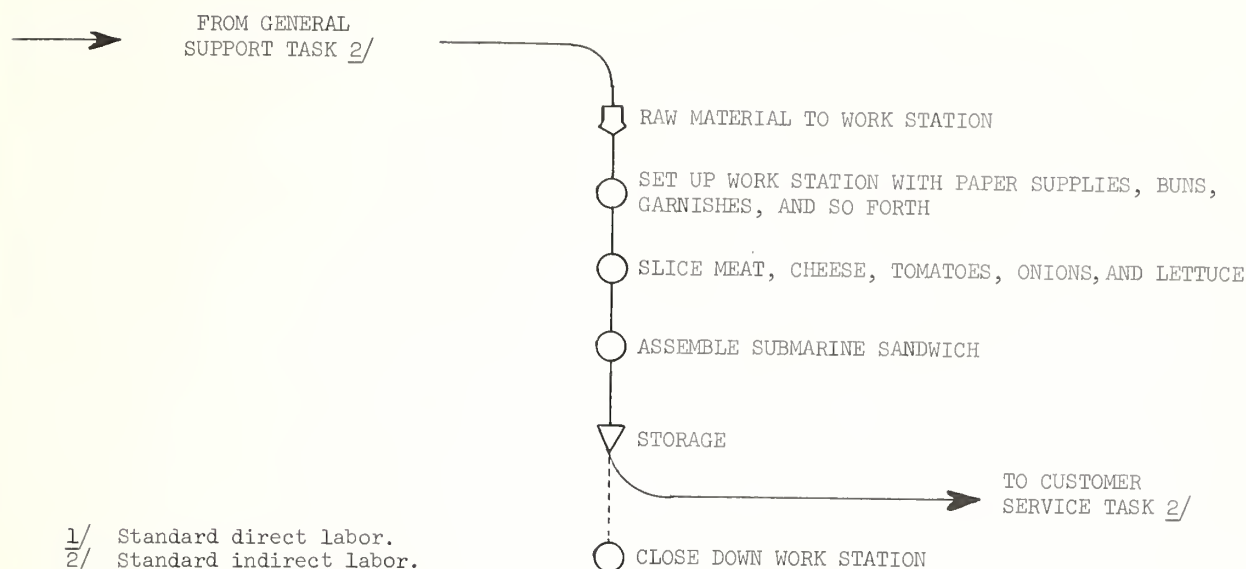 FROM GENERAL
SUPPORT TASK 2/
RAW MATERIAL TO WORK STATION
SET UP WORK STATION WITH PAPER SUPPLIES, BUNS,
GARNISHES, AND SO FORTH
SLICE MEAT, CHEESE, TOMATOES, ONIONS, AND LETTUCE
ASSEMBLE SUBMARINE SANDWICH
STORAGE
TO CUSTOMER
SERVICE TASK 2/
1/ Standard direct labor.
2/ Standard indirect labor.
CLOSE DOWN WORK STATION